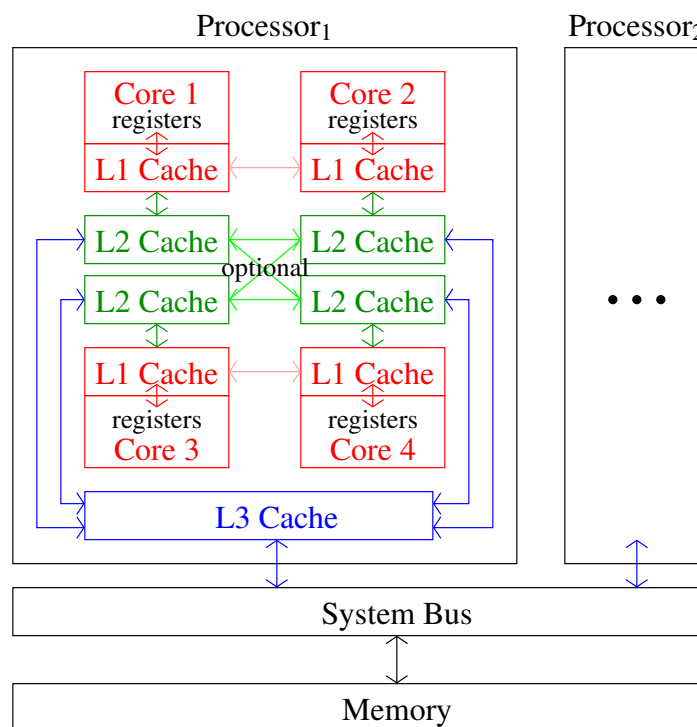 Processor1 Processor2
Core 1 Core 2
registers registers
L1 Cache L1 Cache
L2 Cache L2 Cache
optional
L2 Cache L2 Cache
L1 Cache L1 Cache
registers registers
Core 3 Core 4
L3 Cache
System Bus
Memory